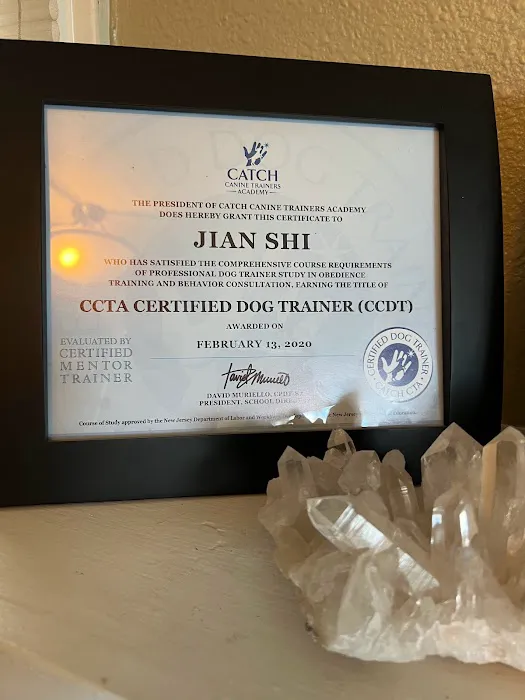 CATCH
CANINE TRAINERS
ACADEMY
THE PRESIDENT OF CATCH CANINE TRAINERS ACADEMY
DOES HEREBY GRANT THIS CERTIFICATE TO
JIAN SHI
WHO HAS SATISFIED THE COMPREHENSIVE COURSE REQUIREMENTS
OF PROFESSIONAL DOG TRAINER STUDY IN OBEDIENCE
TRAINING AND BEHAVIOR CONSULTATION, EARNING THE TITLE OF
CCTA CERTIFIED DOG TRAINER (CCDT)
AWARDED ON
FEBRUARY 13, 2020
EVALUATED BY
CERTIFIED
MENTOR
TRAINER
David Muriello
DAVID MURIELLO,
PRESIDENT, SCHOOL
CERTIFIED DOG TRAINER
CATCH CTA
Course of Study approved by the New Jersey Department of Labor and